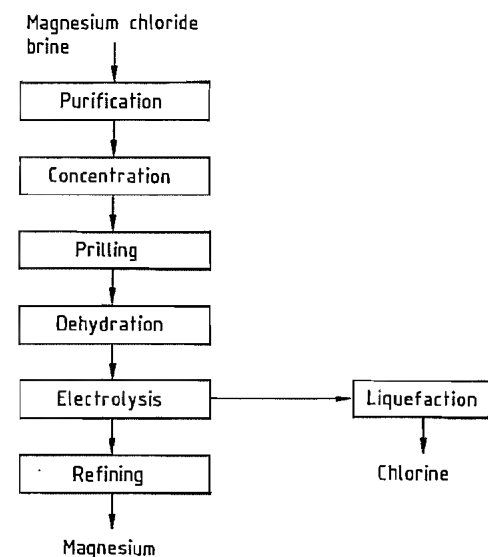 Magnesium chloride
brine
Purification
Concentration
Prilling
Dehydration
Electrolysis
Liquefaction
Refining
Chlorine
Magnesium